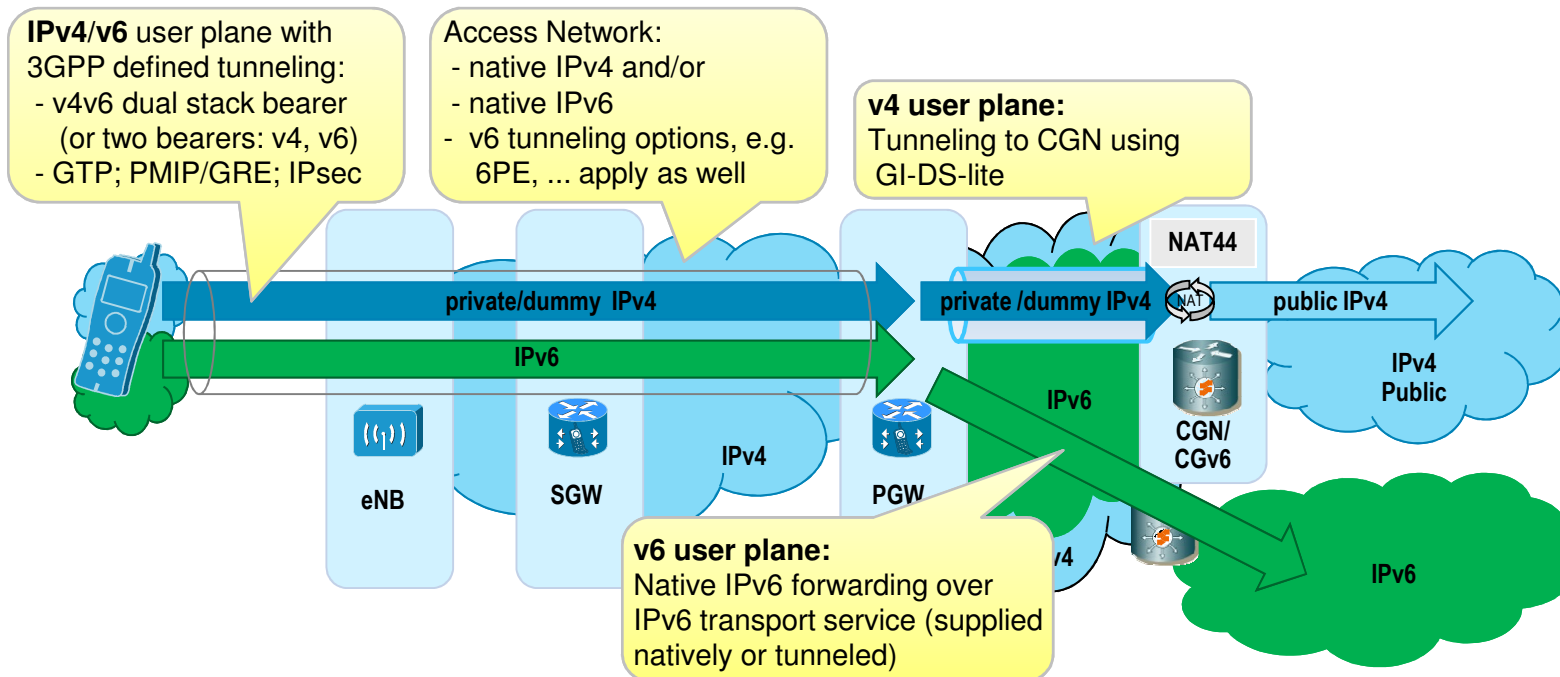 IPv4/v6 user plane with
3GPP defined tunneling:
- v4v6 dual stack bearer
(or two bearers: v4, v6)
- GTP; PMIP/GRE; IPsec
Access Network:
- native IPv4 and/or
- native IPv6
- v6 tunneling options, e.g.
6PE, ... apply as well
v4 user plane:
Tunneling to CGN using
GI-DS-lite
NAT44
private/dummy IPv4
private /dummy IPv4
NAT
public IPv4
IPv6
IPv4
Public
IPv6
CGN/
CGv6
IPv4
eNB
SGW
PGW
v6 user plane:
Native IPv6 forwarding over
IPv6 transport service (supplied
natively or tunneled)
v4
IPv6